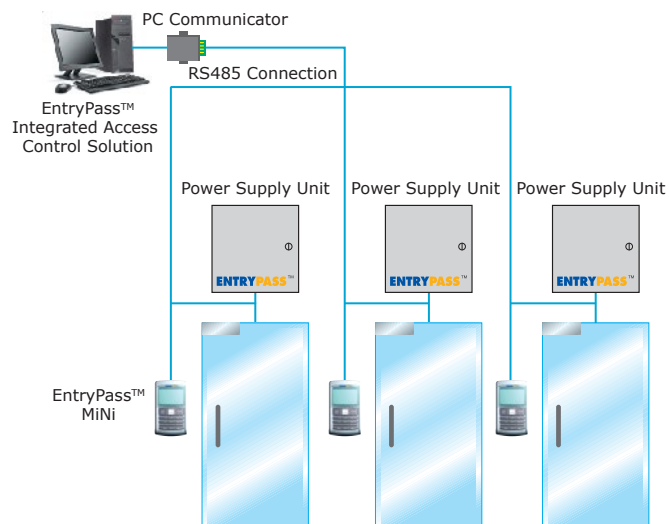 PC Communicator
RS485 Connection
EntryPass™
Integrated Access
Control Solution
Power Supply Unit
Power Supply Unit
Power Supply Unit
ENTRYPASS™
ENTRYPASS™
ENTRYPASS™
EntryPass™
MiNi